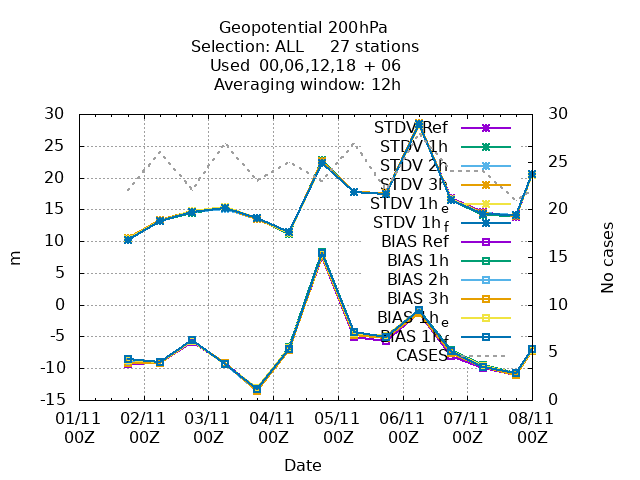 Geopotential 200hPa
Selection: ALL 27 stations
Used 00,06,12,18 + 06
Averaging window: 12h
30
25
20
15
10
5
0
-5
-10
-15
m
30
25
20
15
10
5
0
No cases
STDV Ref
STDV 1h
STDV 2h
STDV 3h
STDV 1he
STDV 1hf
BIAS Ref
BIAS 1h
BIAS 2h
BIAS 3h
BIAS 1he
BIAS 1hf
CASES
01/11 02/11 03/11 04/11 05/11 06/11 07/11 08/11
00Z 00Z 00Z 00Z 00Z 00Z 00Z 00Z
Date